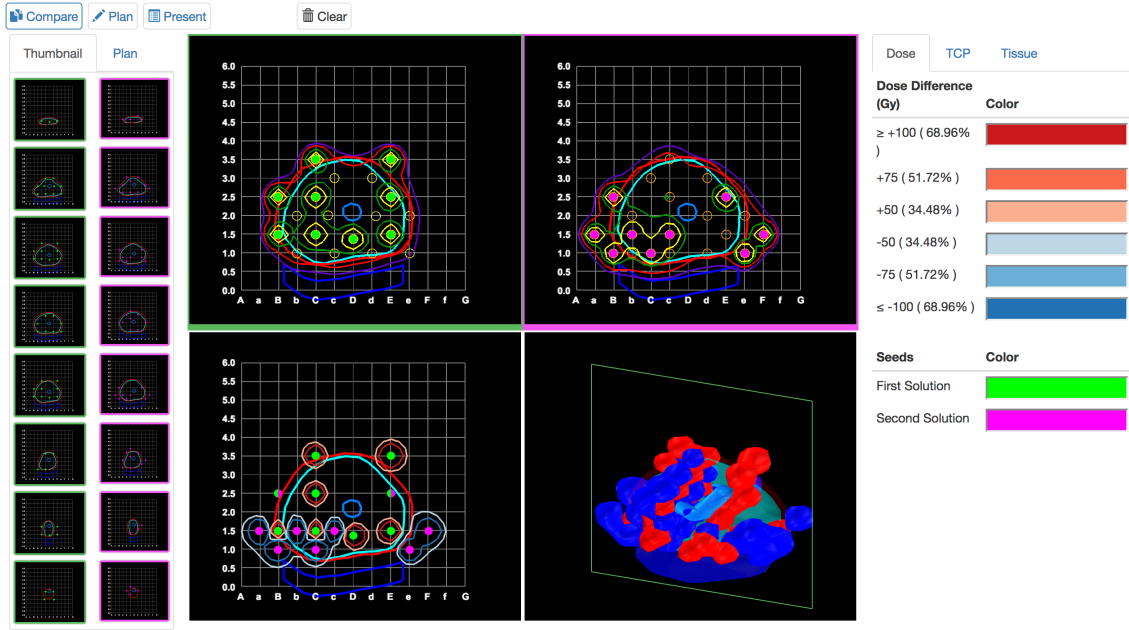 Compare Plan Present Clear
Thumbnail Plan
Dose TCP Tissue
6.0
5.5
5.0
4.5
4.0
3.5
3.0
2.5
2.0
1.5
1.0
0.5
0.0
A a B b C c D d E e F f G
6.0
5.5
5.0
4.5
4.0
3.5
3.0
2.5
2.0
1.5
1.0
0.5
0.0
A a B b C c D d E e F f G
6.0
5.5
5.0
4.5
4.0
3.5
3.0
2.5
2.0
1.5
1.0
0.5
0.0
A a B b C c D d E e F f G
Dose Difference
(Gy) Color
≥ +100 ( 68.96%
)
+75 ( 51.72% )
+50 ( 34.48% )
-50 ( 34.48% )
-75 ( 51.72% )
≤ -100 ( 68.96% )
Seeds Color
First Solution
Second Solution